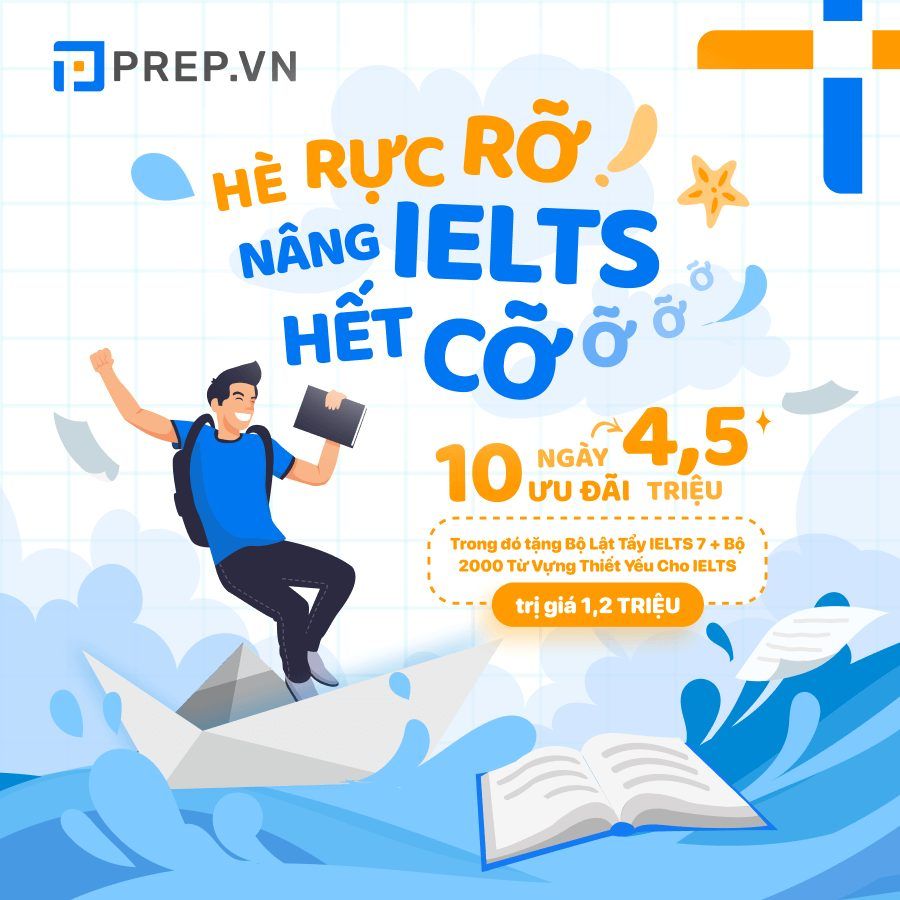 PREP.VN
HÈ RỰC RỠ!
NÂNG IELTS
HẾT CỠ Ỡ Ỡ Ỡ
10 NGÀY ƯU ĐÃI
4,5 TRIỆU
Trong đó tặng Bộ Lật Tẩy IELTS 7 + Bộ
2000 Từ Vựng Thiết Yếu Cho IELTS
trị giá 1,2 TRIỆU